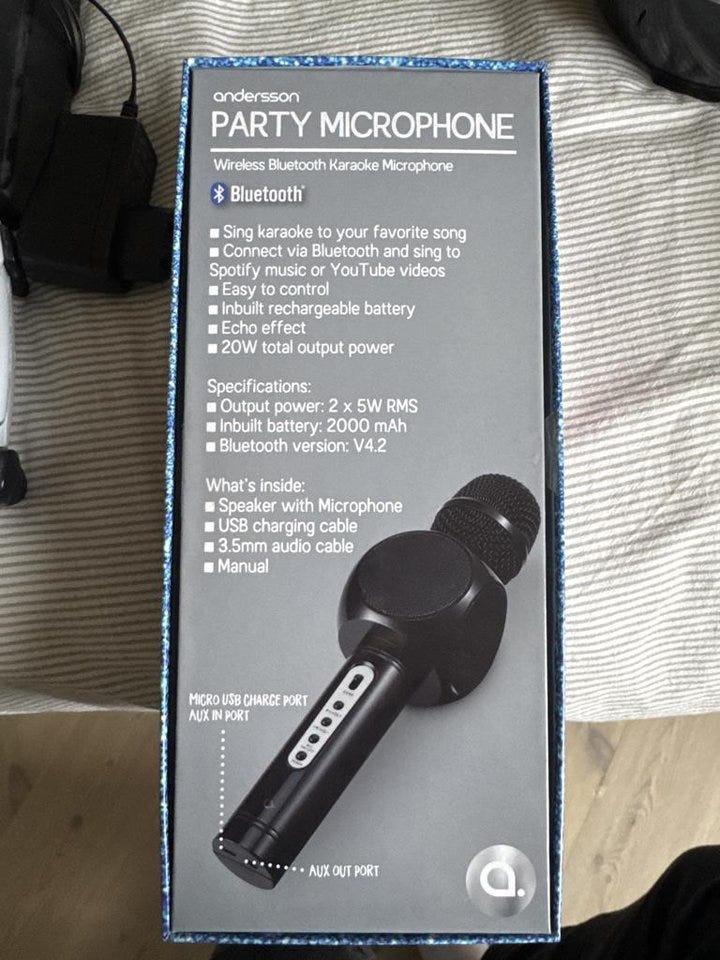 andersson
PARTY MICROPHONE
Wireless Bluetooth Karaoke Microphone
Bluetooth®
■ Sing karaoke to your favorite song
■ Connect via Bluetooth and sing to
Spotify music or YouTube videos
■ Easy to control
■ Inbuilt rechargeable battery
■ Echo effect
■ 20W total output power
Specifications:
■ Output power: 2 x 5W RMS
■ Inbuilt battery: 2000 mAh
■ Bluetooth version: V4.2
What's inside:
■ Speaker with Microphone
■ USB charging cable
■ 3.5mm audio cable
■ Manual
MICRO USB CHARGE PORT
AUX IN PORT
AUX OUT PORT
a.